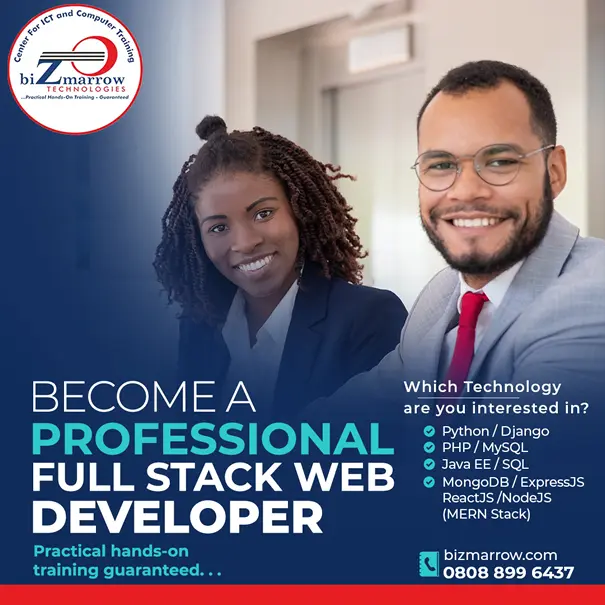 Center For ICT and Computer Training
biZmarrow
TECHNOLOGIES
...Practical Hands-On Training - Guaranteed
BECOME A
PROFESSIONAL
FULL STACK WEB
DEVELOPER
Practical hands-on
training guaranteed. . .
Which Technology
are you interested in?
Python / Django
PHP / MySQL
Java EE / SQL
MongoDB / ExpressJS
ReactJS /NodeJS
(MERN Stack)
bizmarrow.com
0808 899 6437